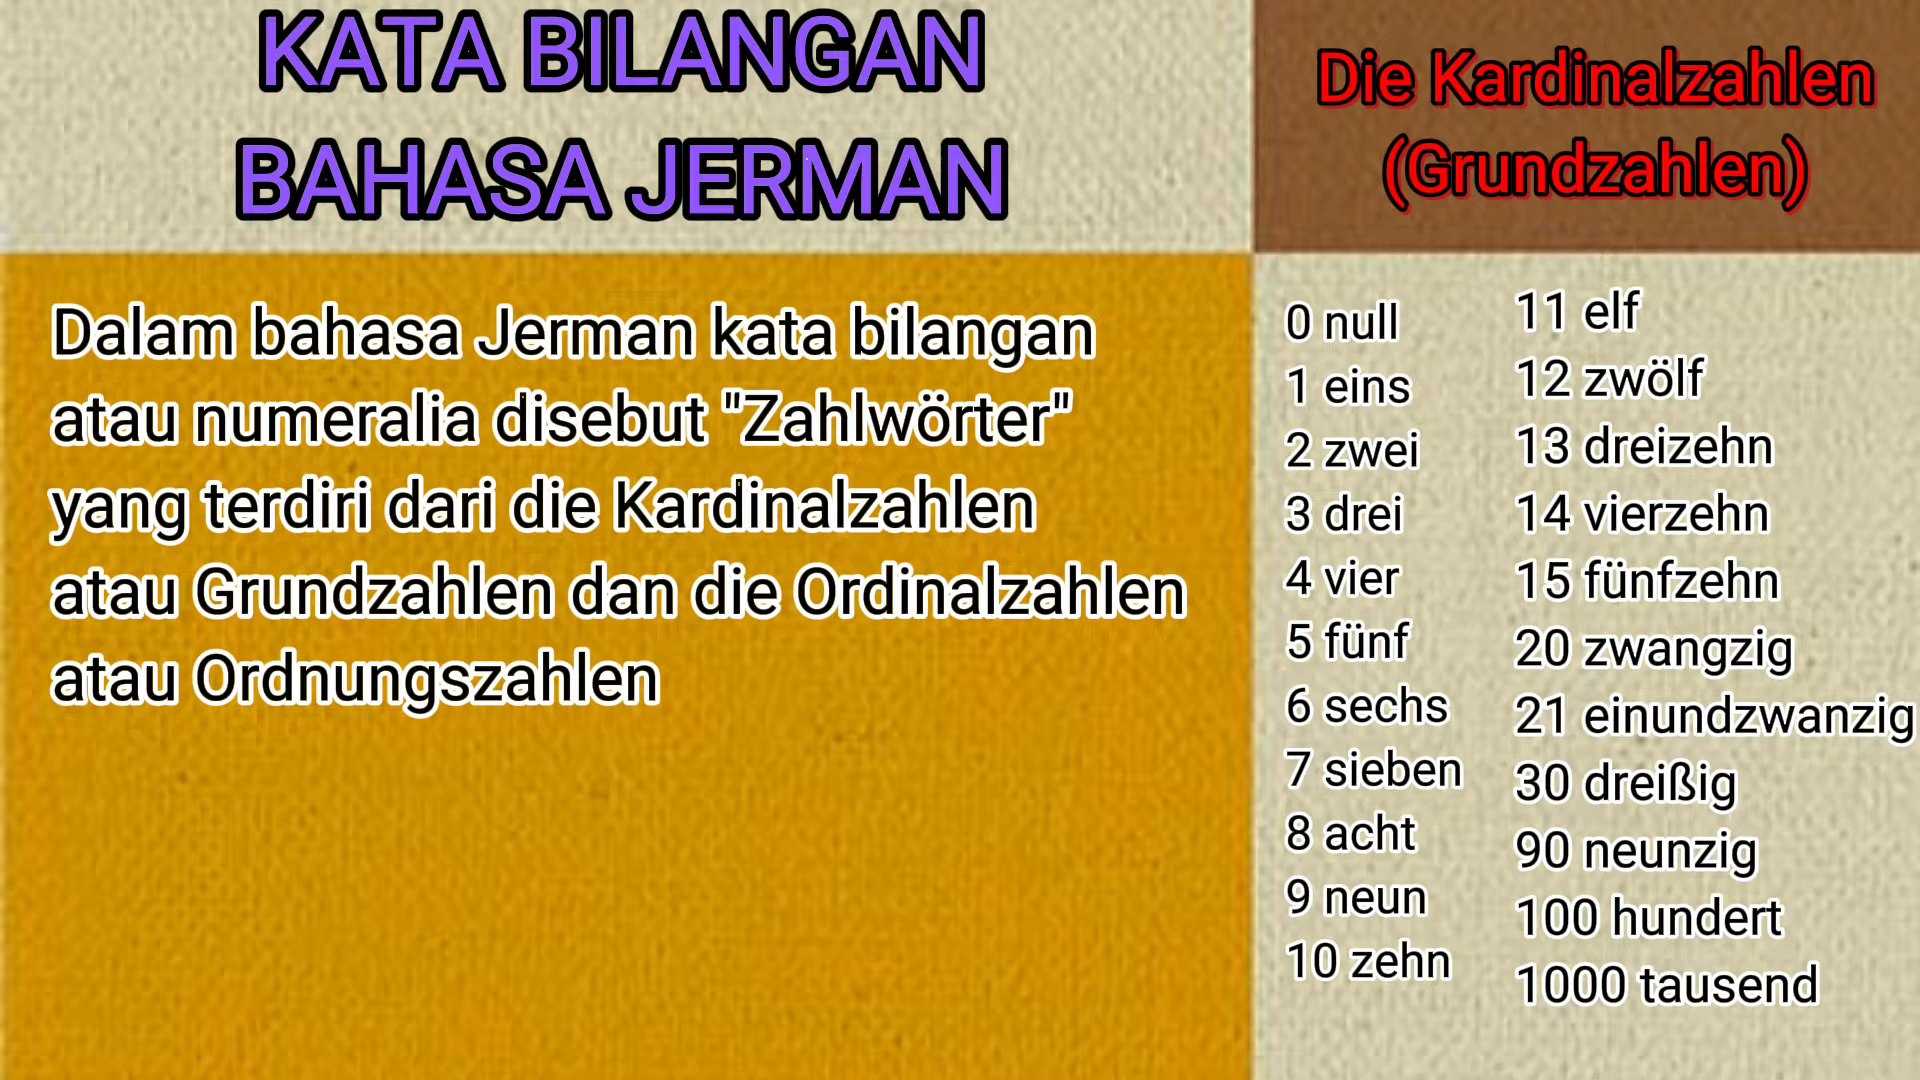 KATA BILANGAN
BAHASA JERMAN
Dalam bahasa Jerman kata bilangan
atau numeralia disebut "Zahlwörter"
yang terdiri dari die Kardinalzahlen
atau Grundzahlen dan die Ordinalzahlen
atau Ordnungszahlen
Die Kardinalzahlen
(Grundzahlen)
0 null
1 eins
2 zwei
3 drei
4 vier
5 fünf
6 sechs
7 sieben
8 acht
9 neun
10 zehn
11 elf
12 zwölf
13 dreizehn
14 vierzehn
15 fünfzehn
20 zwangzig
21 einundzwanzig
30 dreißig
90 neunzig
100 hundert
1000 tausend